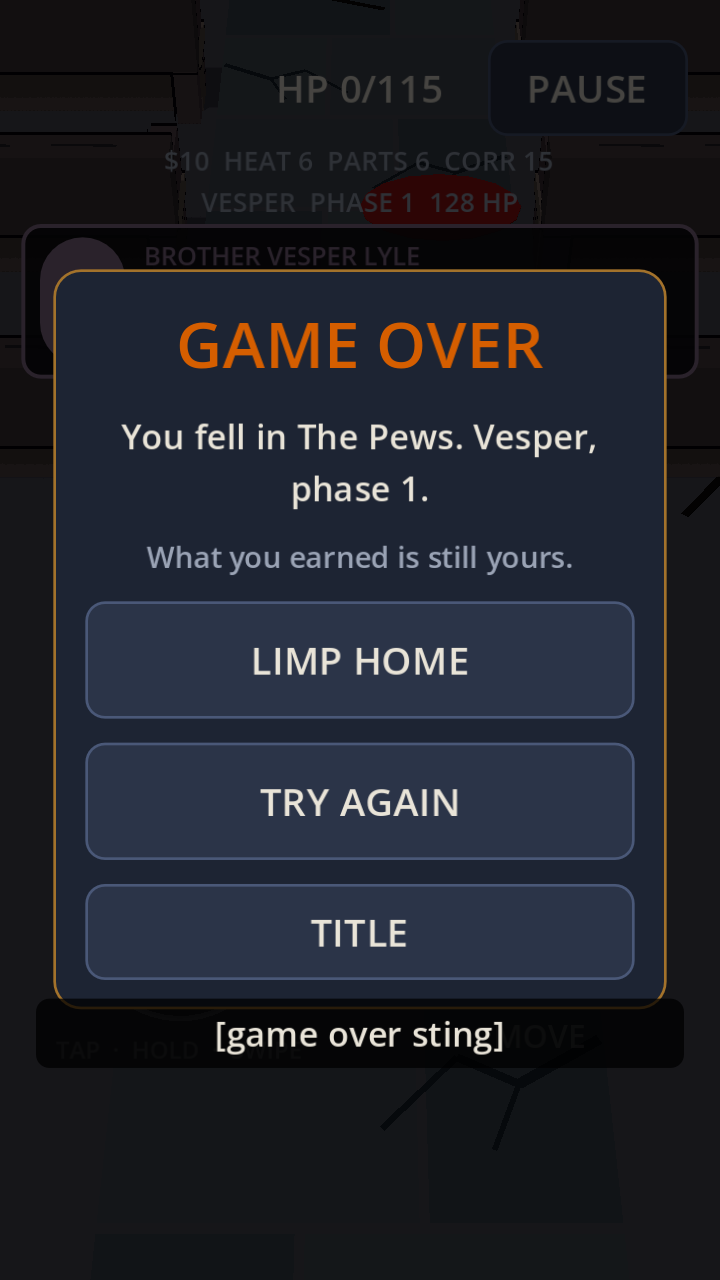 HP 0/115
PAUSE
$10 HEAT 6 PARTS 6 CORR 15
VESPER PHASE 1 128 HP
BROTHER VESPER LYLE
GAME OVER
You fell in The Pews. Vesper,
phase 1.
What you earned is still yours.
LIMP HOME
TRY AGAIN
TITLE
[game over sting]
TAP · HOLD